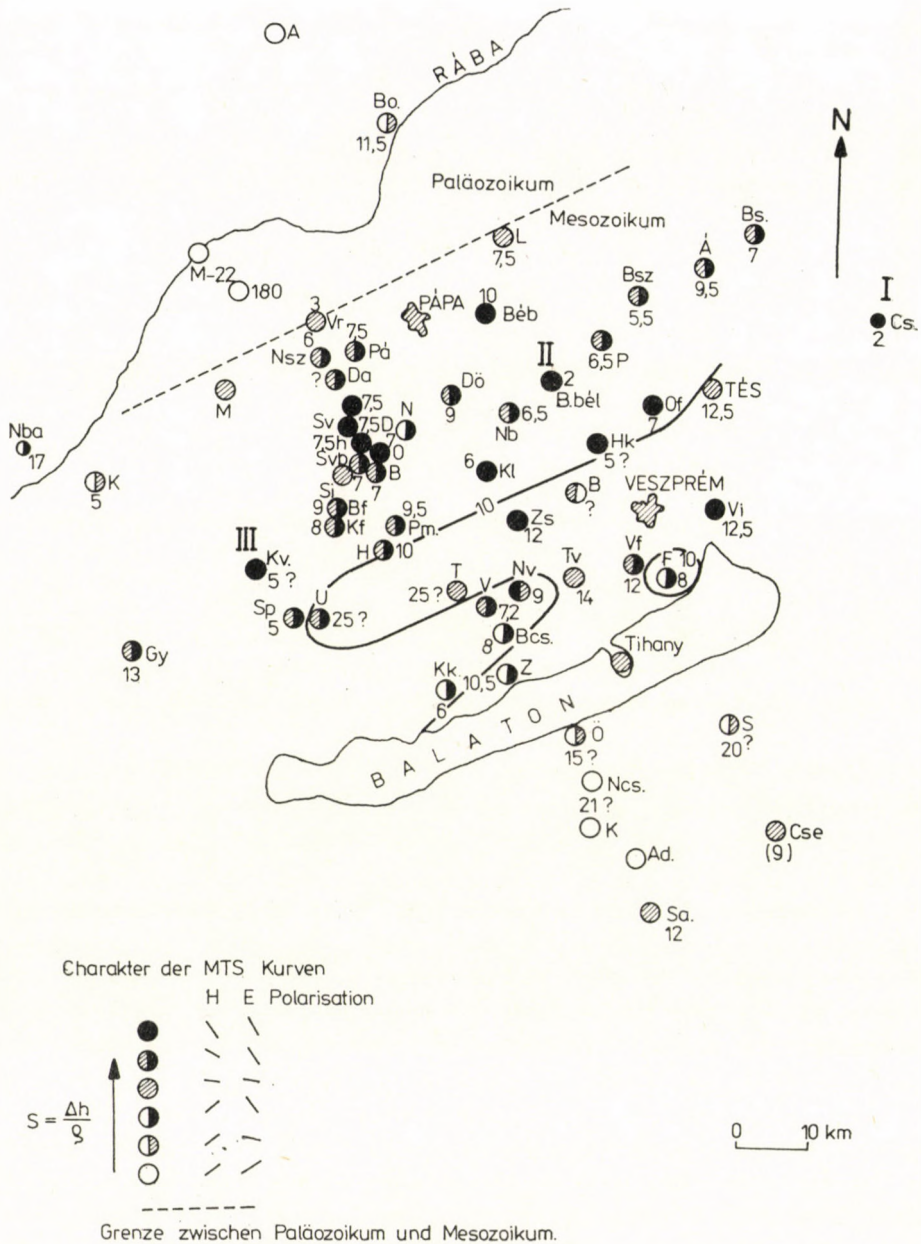 A
RÁBA
Bo.
11,5
N
Paläozoikum
Mesozoikum
L
7,5
Bs.
7
Á
9,5
M-22
180
Bsz
5,5
I
Cs.
2
3
Vr
6
PÁPA
10
Béb
7,5
Pá
Nsz
?
Da
6,5 P
II
2
B.bél
Dö
9
M
TÉS
12,5
7,5
Of
7
6,5
Nb
N
Sv
7,5 D
7
Nba
17
7,5h
O
Hk
5 ?
K
5
Svb
7
B
7
6
Kl
B
?
VESZPRÉM
Sj
9
Bf
8
Kf
9,5
Pm.
10
Zs
12
Vi
12,5
III
Kv.
5 ?
H
10
T
25 ?
V
7,2
Nv
9
Tv
14
Vf
12
F
10
8
Sp
5
U
25 ?
Bcs.
8
Gy
13
Tihany
Kk.
6
10,5
Z
BALATON
Ö
15 ?
S
20 ?
Ncs.
21 ?
K
Cse
(9)
Ad.
Sa.
12
Charakter der MTS Kurven
H E Polarisation
S = Δh/ϱ
0 10 km
Grenze zwischen Paläozoikum und Mesozoikum.